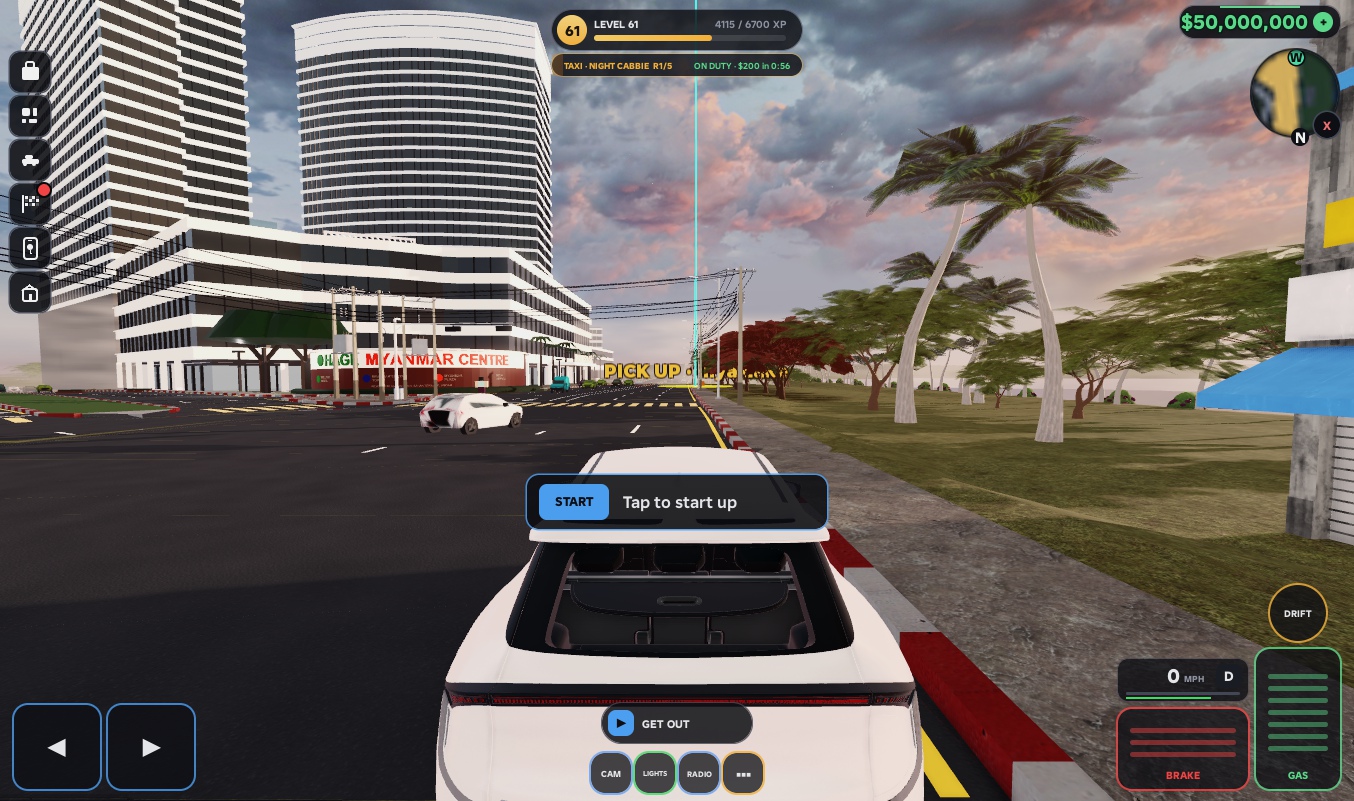 61
LEVEL 61
4115 / 6700 XP
TAXI · NIGHT CABBIE R1/5
ON DUTY · $200 in 0:56
$50,000,000
W
X
N
MYANMAR CENTRE
PICK UP
START
Tap to start up
DRIFT
0 MPH D
GET OUT
CAM
LIGHTS
RADIO
BRAKE
GAS